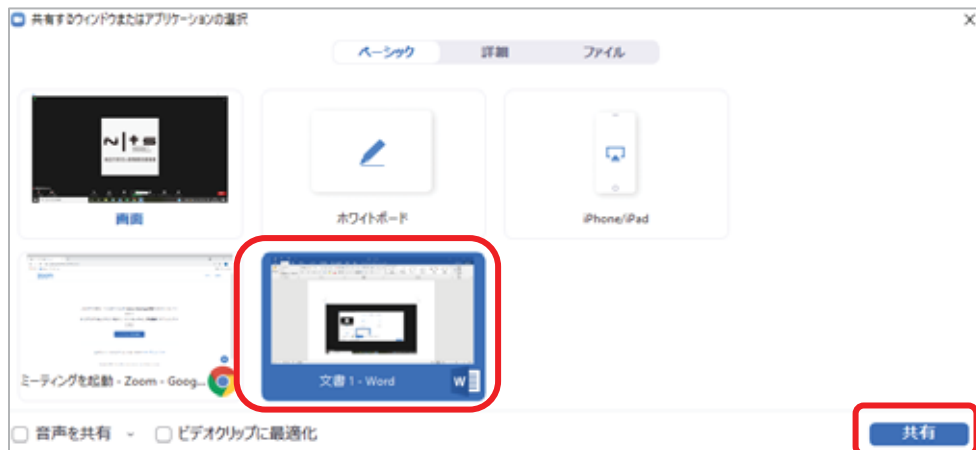 共有するウィンドウまたはアプリケーションの選択
ベーシック 詳細 ファイル
画面 ホワイトボード iPhone/iPad
ミーティングを起動 - Zoom - Goog... 文書 1 - Word
音声を共有 ビデオクリップに最適化 共有